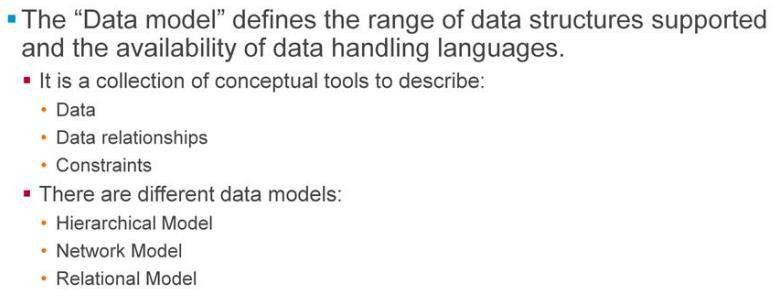 ▪ The “Data model” defines the range of data structures supported
and the availability of data handling languages.
▪ It is a collection of conceptual tools to describe:
• Data
• Data relationships
• Constraints
▪ There are different data models:
• Hierarchical Model
• Network Model
• Relational Model